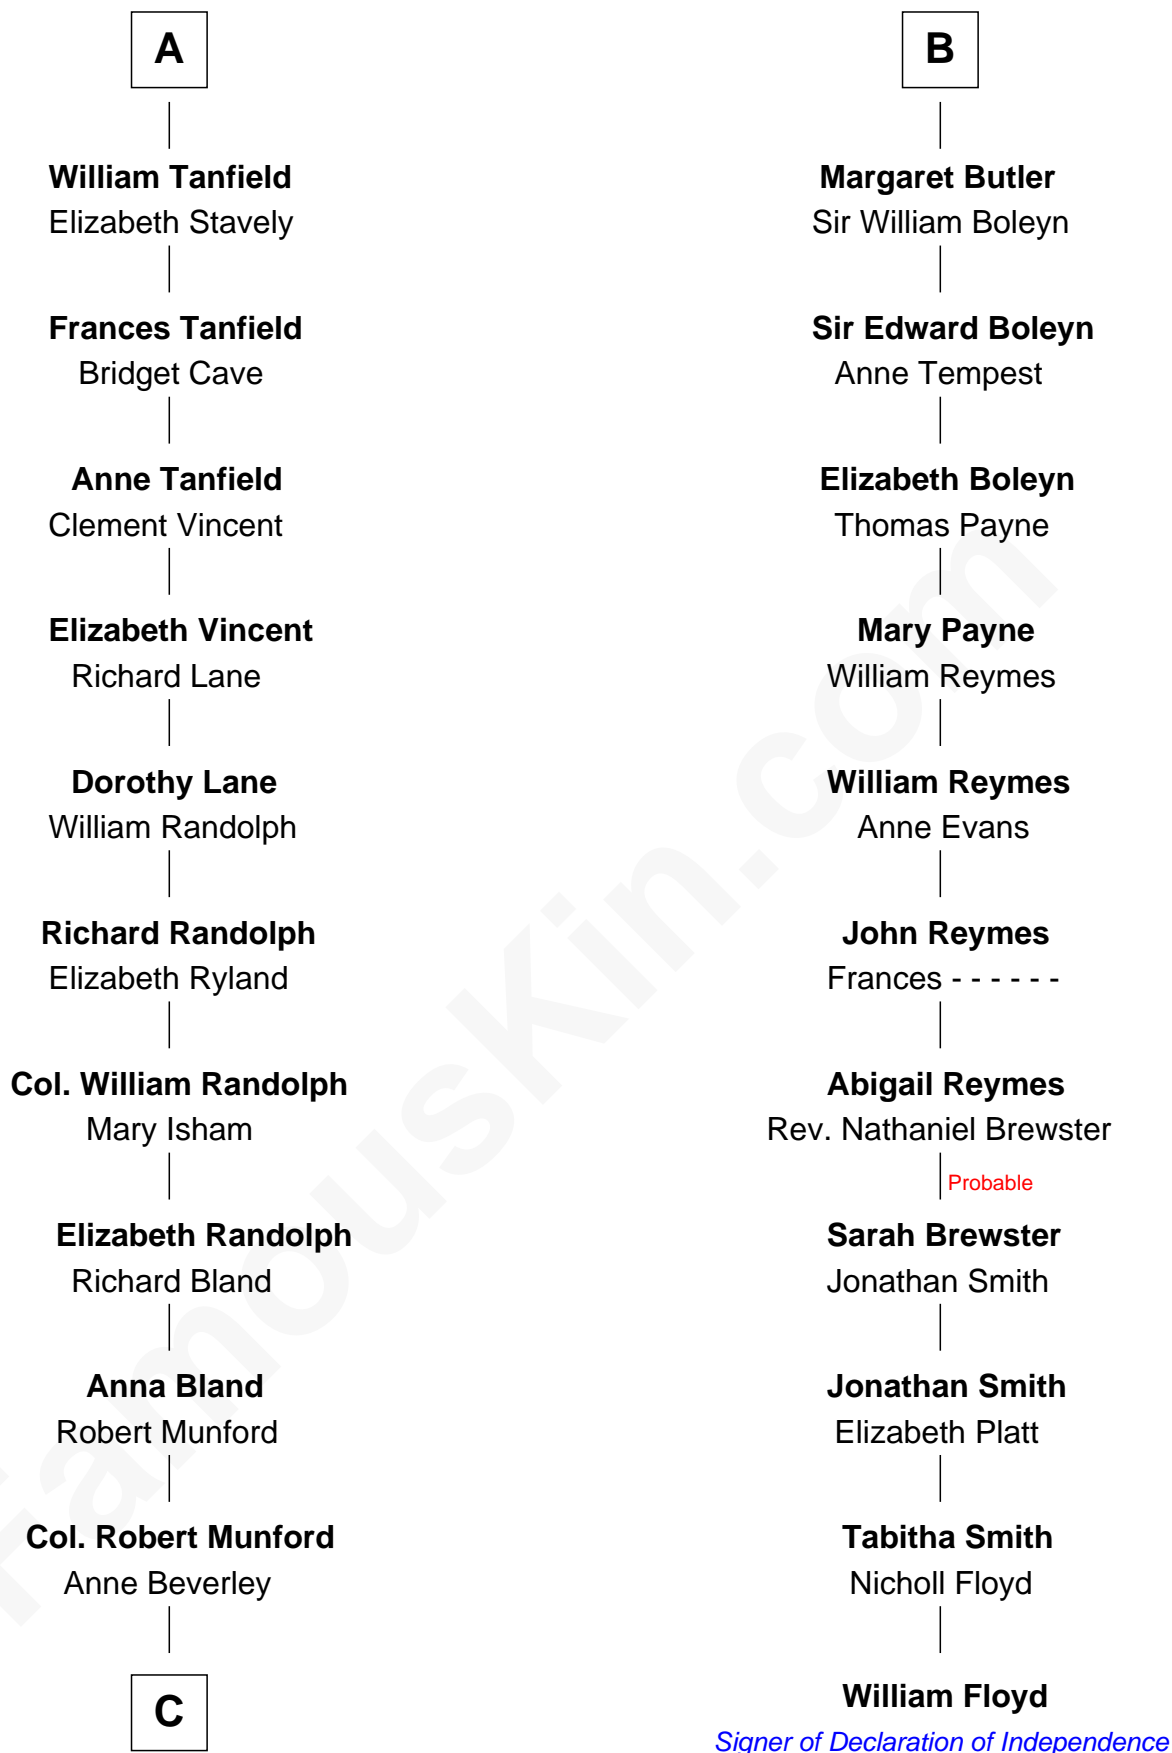 A
William Tanfield
Elizabeth Stavely
Frances Tanfield
Bridget Cave
Anne Tanfield
Clement Vincent
Elizabeth Vincent
Richard Lane
Dorothy Lane
William Randolph
Richard Randolph
Elizabeth Ryland
Col. William Randolph
Mary Isham
Elizabeth Randolph
Richard Bland
Anna Bland
Robert Munford
Col. Robert Munford
Anne Beverley
C
B
Margaret Butler
Sir William Boleyn
Sir Edward Boleyn
Anne Tempest
Elizabeth Boleyn
Thomas Payne
Mary Payne
William Reymes
William Reymes
Anne Evans
John Reymes
Frances - - - - - -
Abigail Reymes
Rev. Nathaniel Brewster
Probable
Sarah Brewster
Jonathan Smith
Jonathan Smith
Elizabeth Platt
Tabitha Smith
Nicholl Floyd
William Floyd
Signer of Declaration of Independence
FamousKin.com